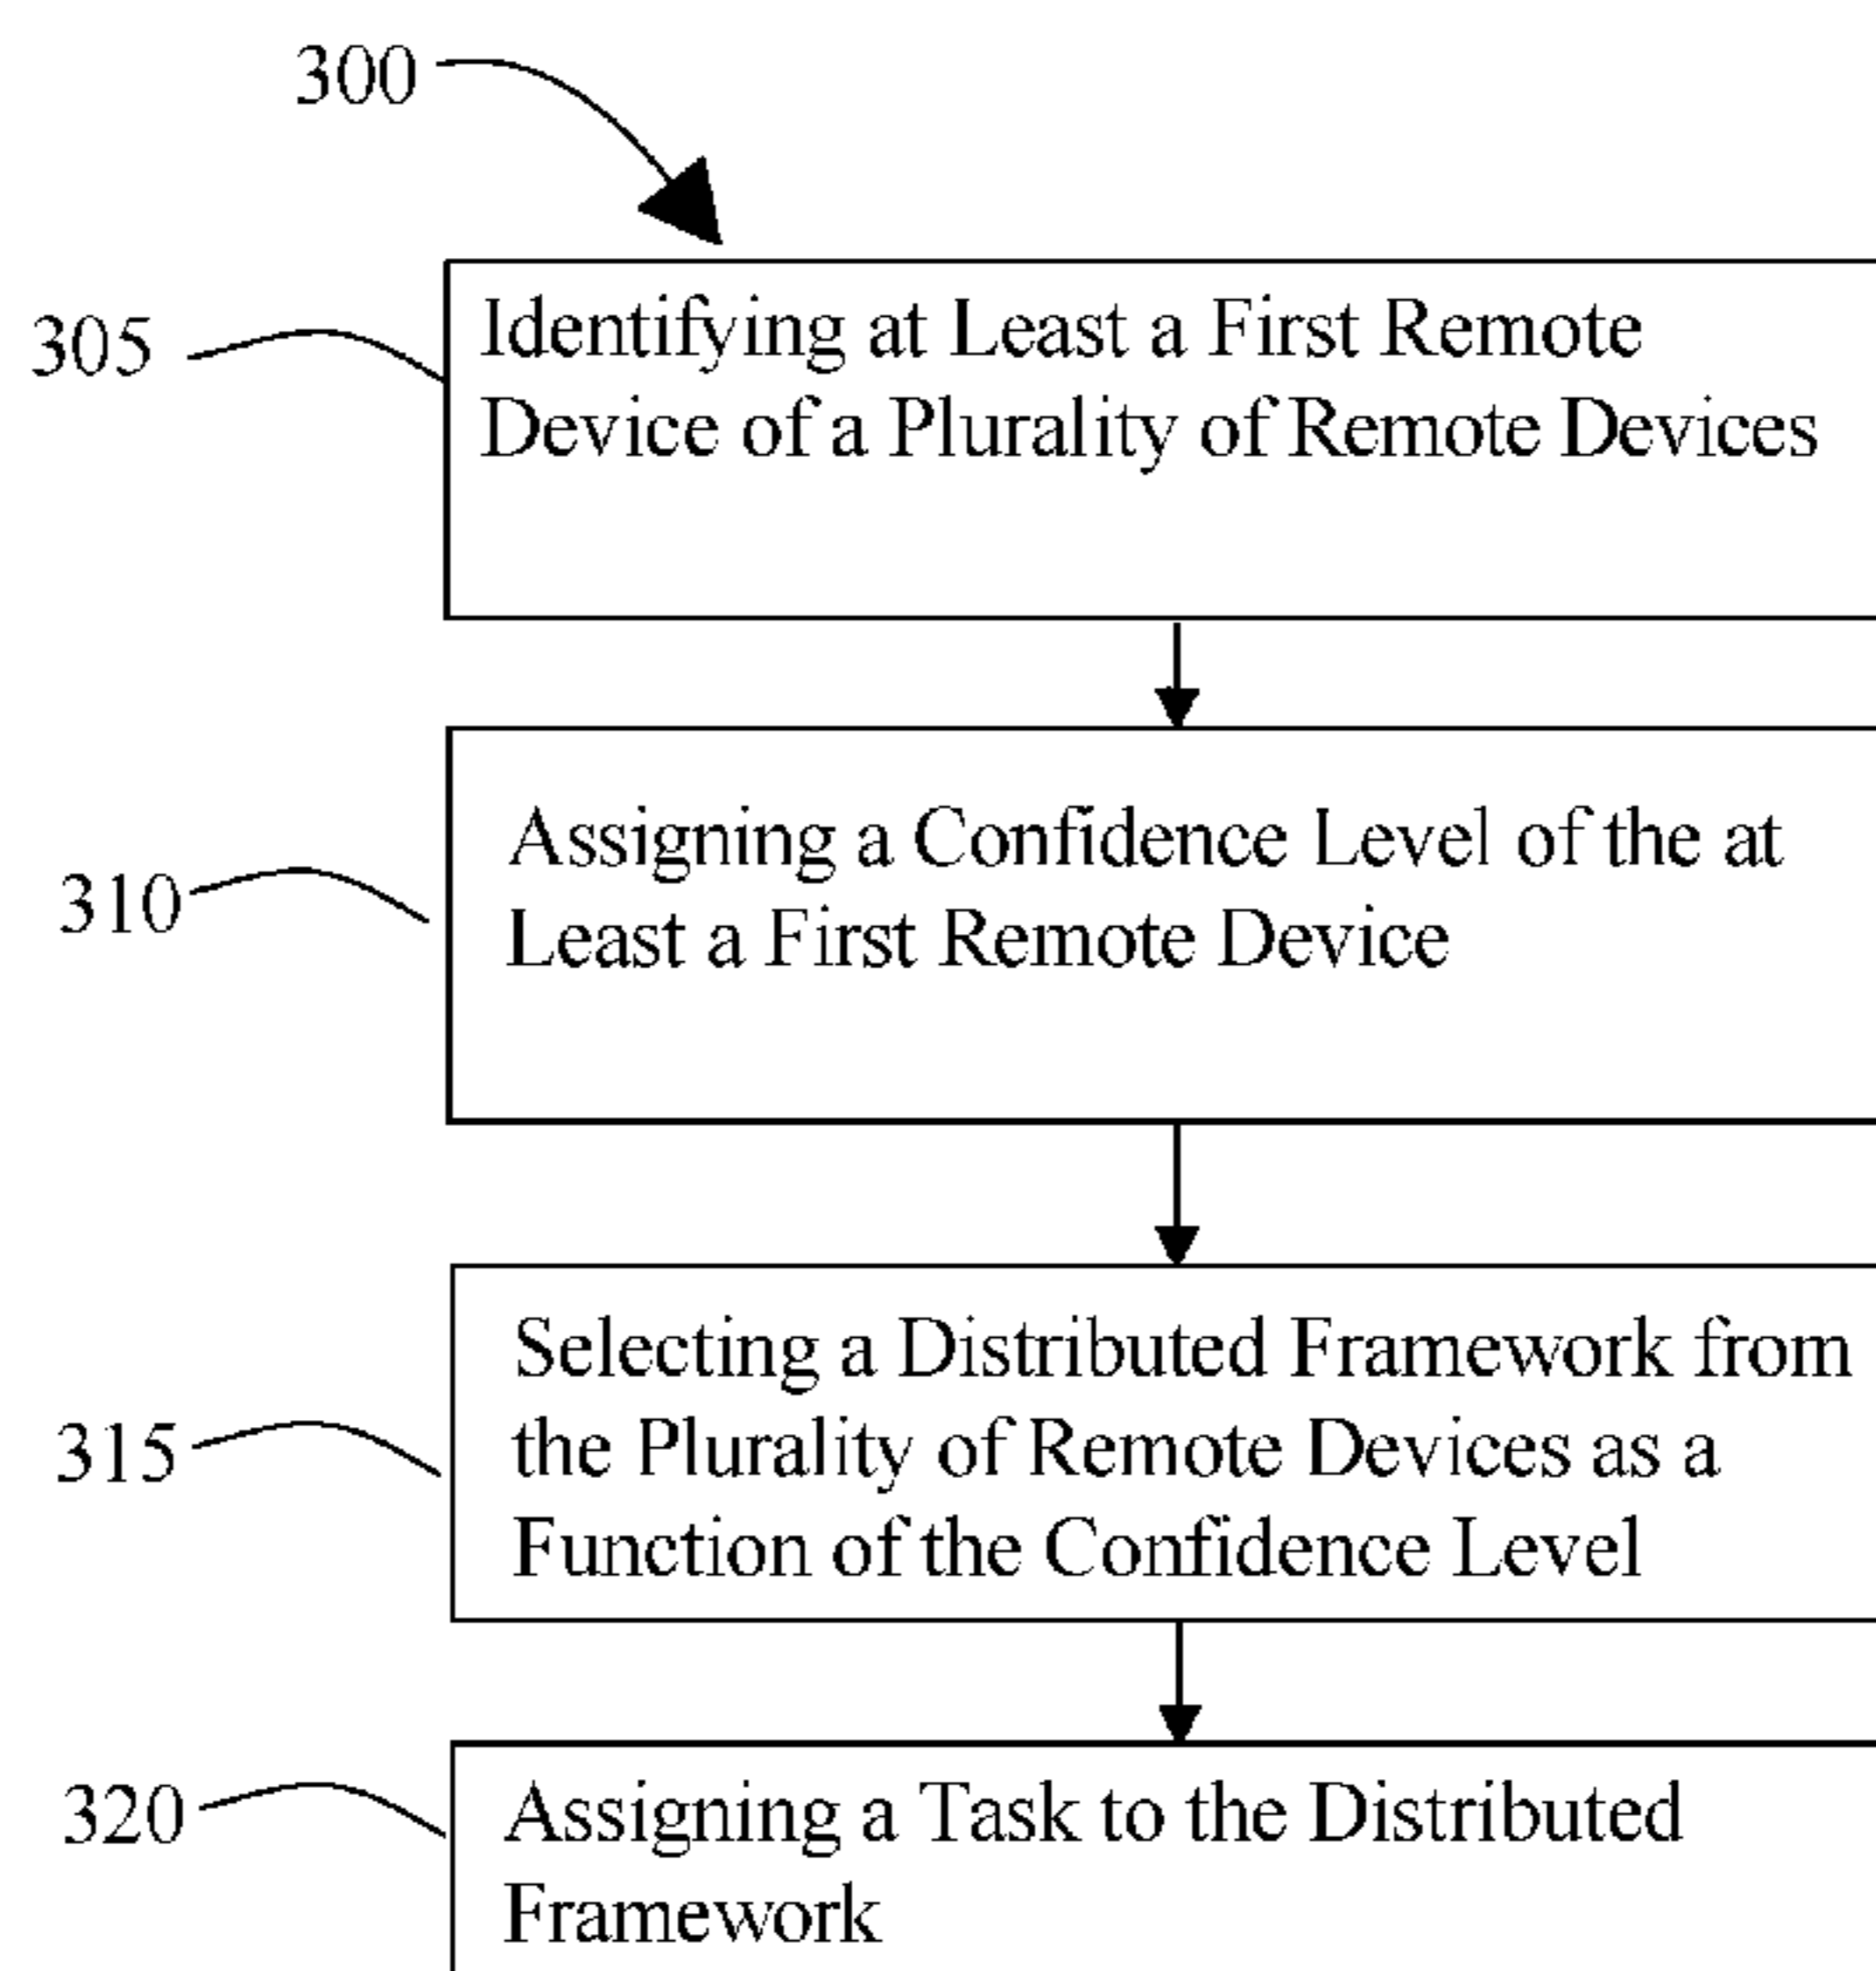 300
305
Identifying at Least a First Remote
Device of a Plurality of Remote Devices
310
Assigning a Confidence Level of the at
Least a First Remote Device
315
Selecting a Distributed Framework from
the Plurality of Remote Devices as a
Function of the Confidence Level
320
Assigning a Task to the Distributed
Framework